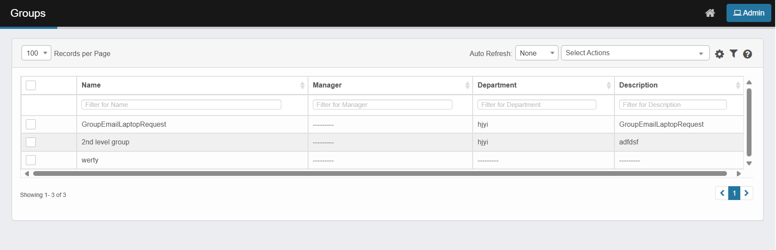 Groups
Admin
100 Records per Page Auto Refresh: None Select Actions
Name Manager Department Description
Filter for Name Filter for Manager Filter for Department Filter for Description
GroupEmailLaptopRequest ---------- hjyi GroupEmailLaptopRequest
2nd level group ---------- hjyi adfdsf
werty ---------- ---------- ----------
Showing 1- 3 of 3
1